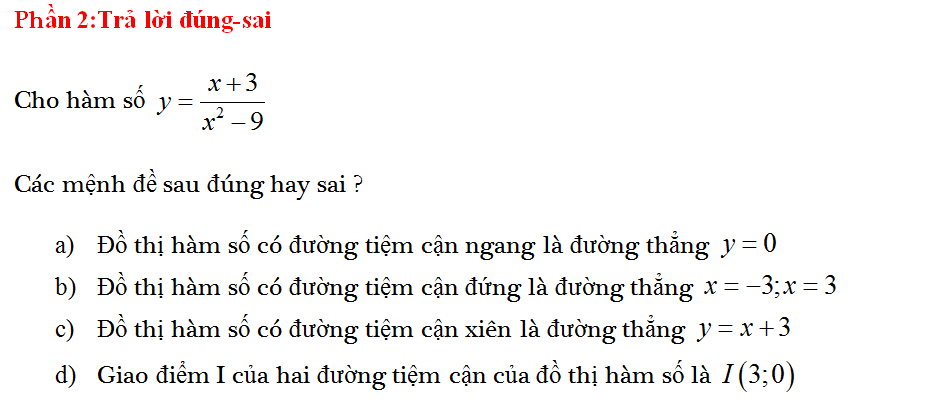 Phần 2:Trả lời đúng-sai
Cho hàm số y = \frac{x+3}{x^2-9}
Các mệnh đề sau đúng hay sai ?
a) Đồ thị hàm số có đường tiệm cận ngang là đường thẳng y = 0
b) Đồ thị hàm số có đường tiệm cận đứng là đường thẳng x = −3; x = 3
c) Đồ thị hàm số có đường tiệm cận xiên là đường thẳng y = x + 3
d) Giao điểm I của hai đường tiệm cận của đồ thị hàm số là I(3;0)